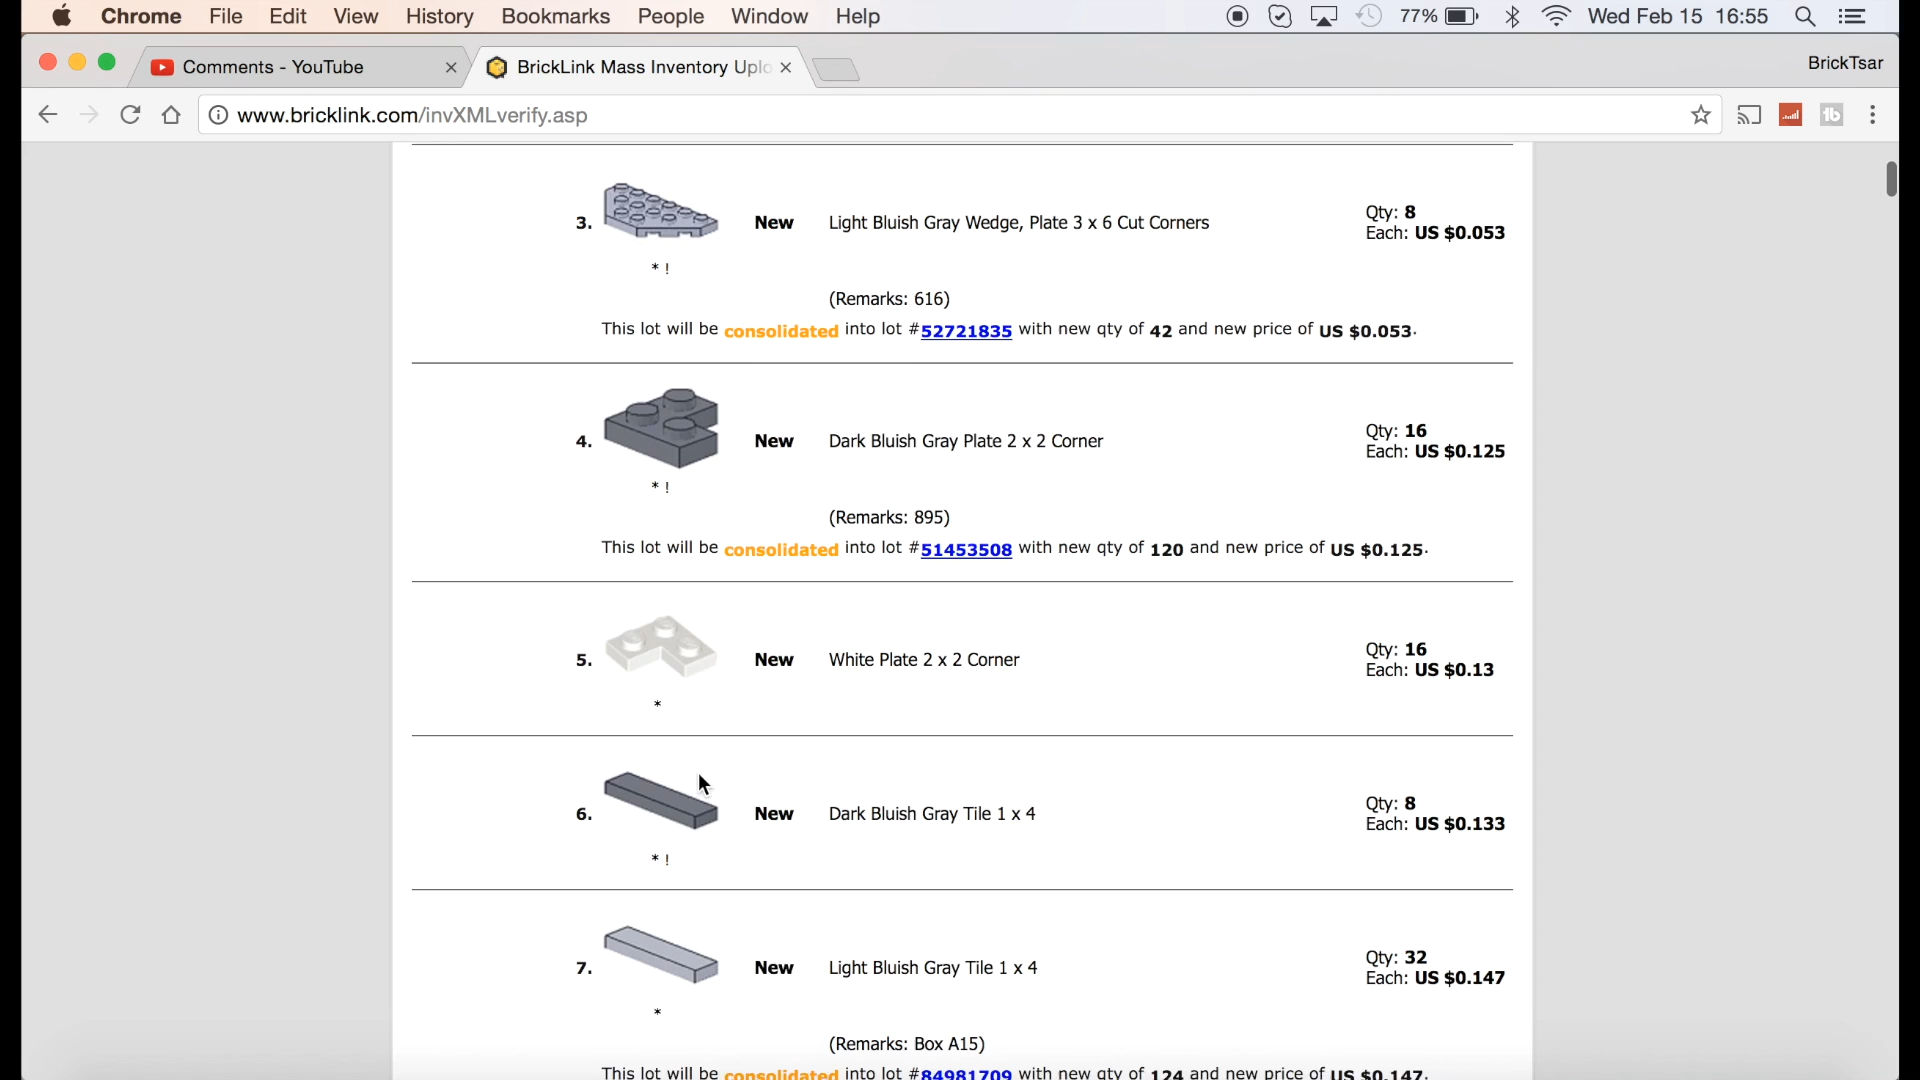 Chrome File Edit View History Bookmarks People Window Help 77% Wed Feb 15 16:55
Comments - YouTube
BrickLink Mass Inventory Uplo
BrickTsar
www.bricklink.com/invXMLverify.asp
3. New Light Bluish Gray Wedge, Plate 3 x 6 Cut Corners
Qty: 8
Each: US $0.053
* !
(Remarks: 616)
This lot will be consolidated into lot #52721835 with new qty of 42 and new price of US $0.053.
4. New Dark Bluish Gray Plate 2 x 2 Corner
Qty: 16
Each: US $0.125
* !
(Remarks: 895)
This lot will be consolidated into lot #51453508 with new qty of 120 and new price of US $0.125.
5. New White Plate 2 x 2 Corner
Qty: 16
Each: US $0.13
*
6. New Dark Bluish Gray Tile 1 x 4
Qty: 8
Each: US $0.133
* !
7. New Light Bluish Gray Tile 1 x 4
Qty: 32
Each: US $0.147
*
(Remarks: Box A15)
This lot will be consolidated into lot #84981709 with new qty of 124 and new price of US $0.147.